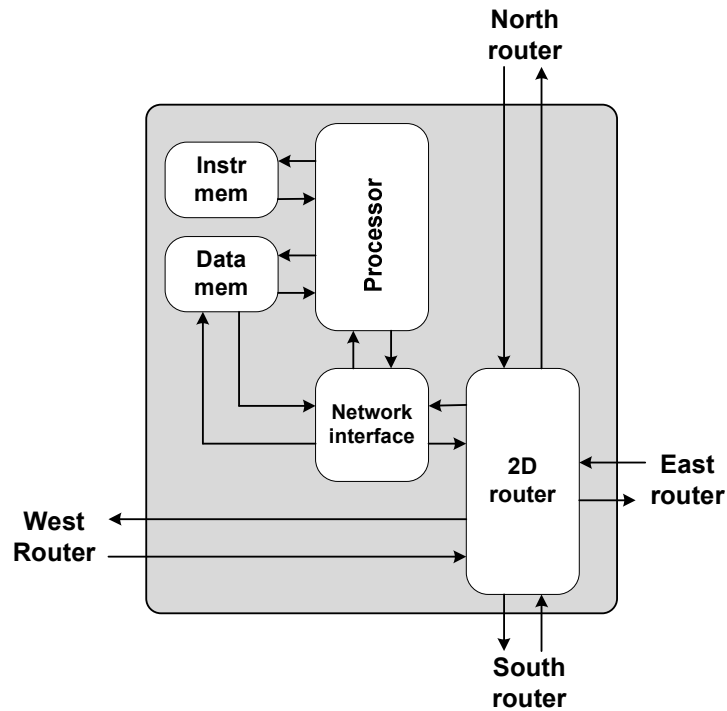 North
router
Instr
mem
Processor
Data
mem
Network
interface
2D
router
East
router
West
Router
South
router